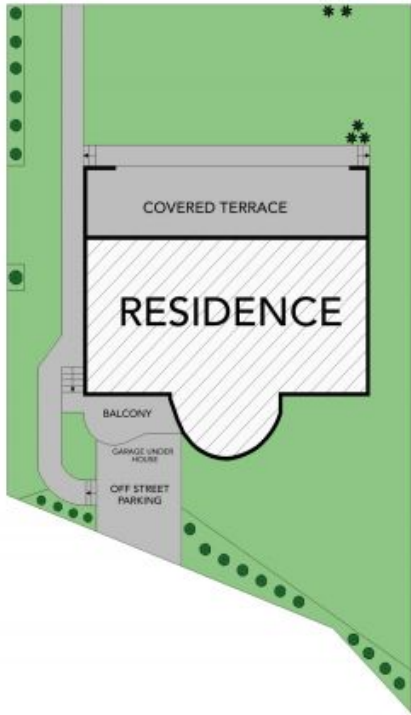 COVERED TERRACE
RESIDENCE
BALCONY
GARAGE UNDER
HOUSE
OFF STREET
PARKING